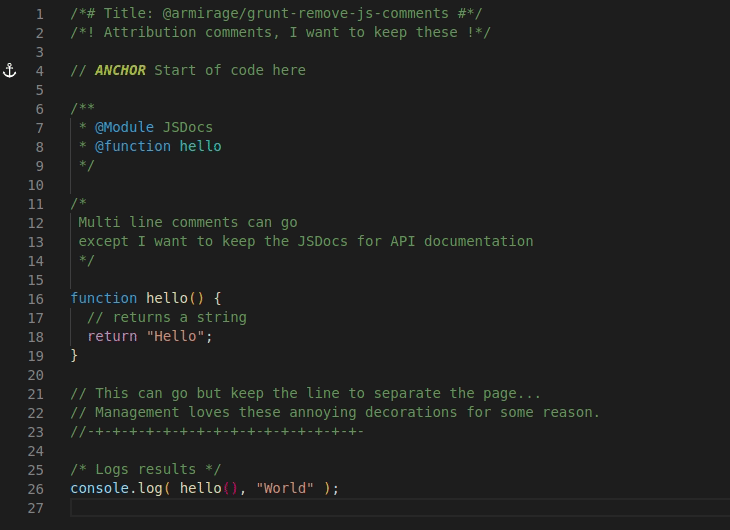 1 /*# Title: @armirage/grunt-remove-js-comments #*/
2 /*! Attribution comments, I want to keep these !*/
3
4 // ANCHOR Start of code here
5
6 /**
7  * @Module JSDocs
8  * @function hello
9  */
10
11 /*
12  Multi line comments can go
13  except I want to keep the JSDocs for API documentation
14  */
15
16 function hello() {
17   // returns a string
18   return "Hello";
19 }
20
21 // This can go but keep the line to separate the page...
22 // Management loves these annoying decorations for some reason.
23 //-+-+-+-+-+-+-+-+-+-+-+-+-+-+-+-+-
24
25 /* Logs results */
26 console.log( hello(), "World" );
27